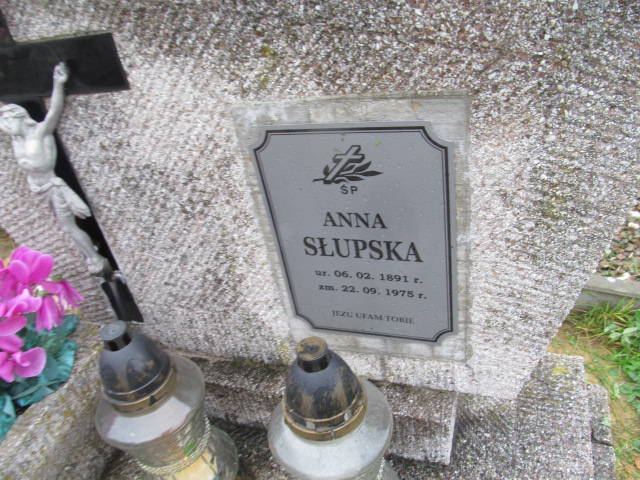 ŚP
ANNA
SŁUPSKA
ur. 06. 02. 1891 r.
zm. 22. 09. 1975 r.
JEZU UFAM TOBIE